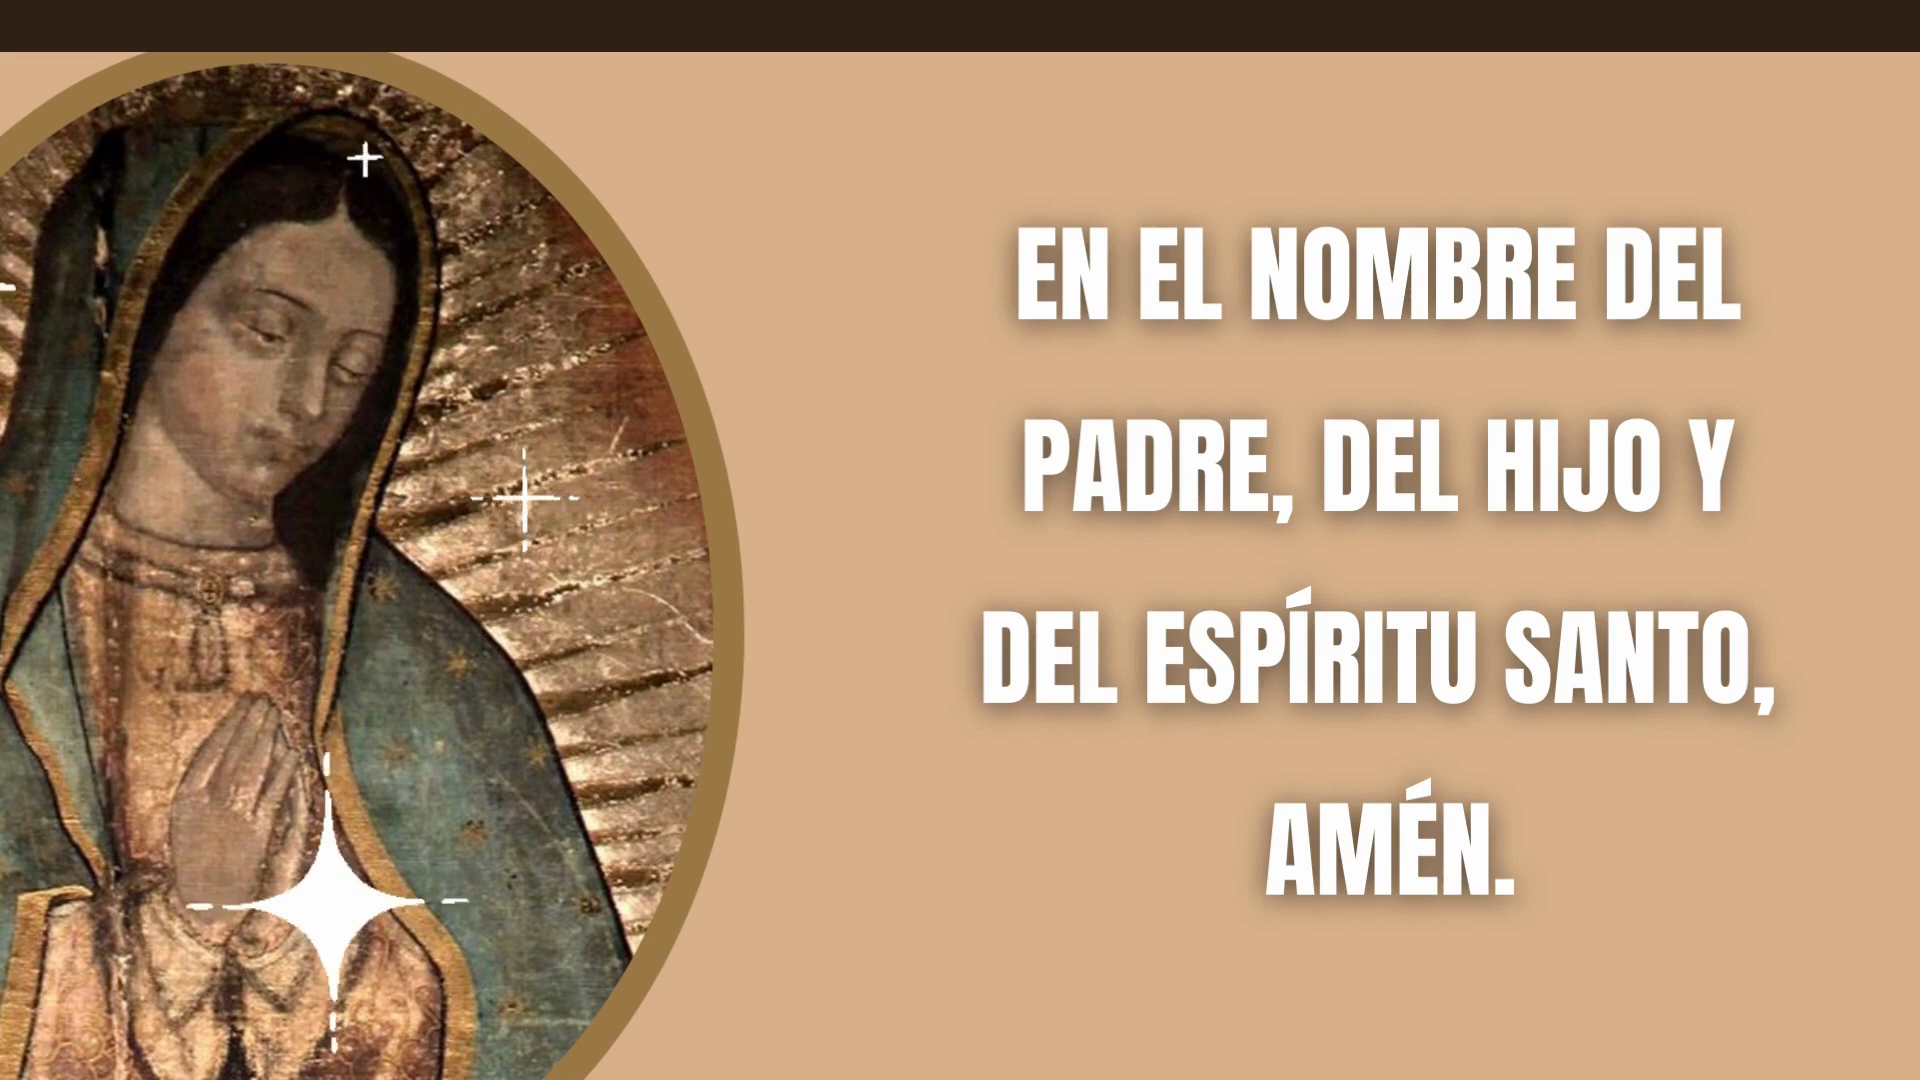 EN EL NOMBRE DEL
PADRE, DEL HIJO Y
DEL ESPÍRITU SANTO,
AMÉN.